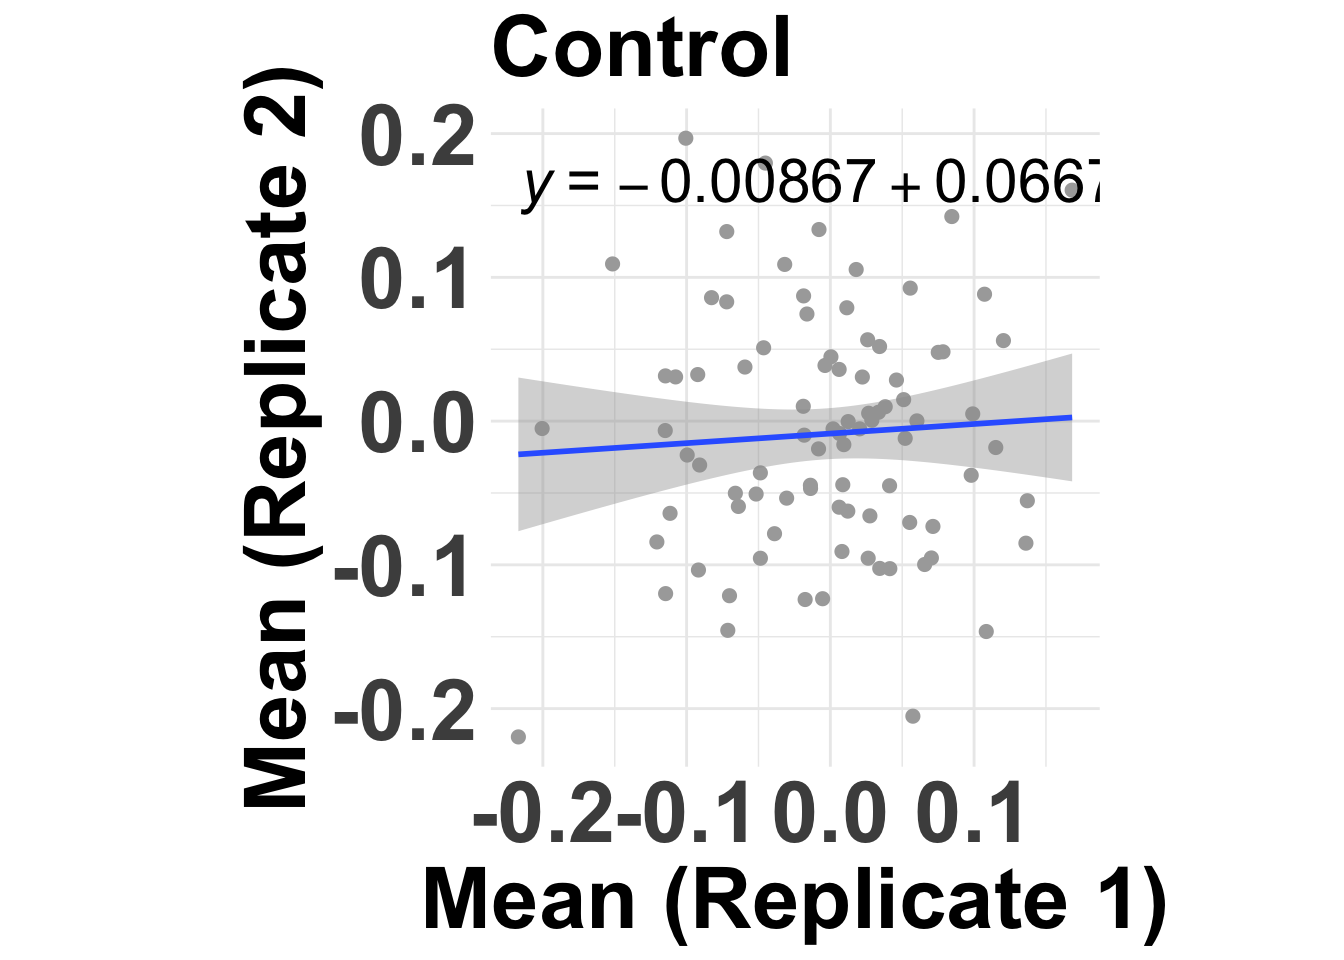 Control
Mean (Replicate 2)
0.2
0.1
0.0
-0.1
-0.2
y = − 0.00867 + 0.0667
-0.2 -0.1 0.0 0.1
Mean (Replicate 1)